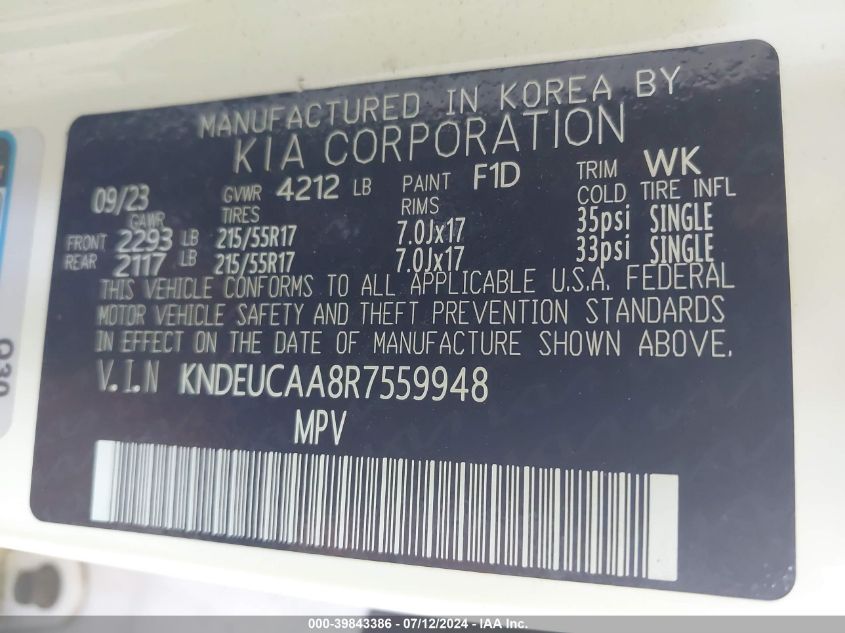 MANUFACTURED IN KOREA BY
KIA CORPORATION
09/23 GVWR 4212 LB PAINT F1D TRIM WK
GAWR TIRES RIMS COLD TIRE INFL
FRONT 2293 LB 215/55R17 7.0Jx17 35psi SINGLE
REAR 2117 LB 215/55R17 7.0Jx17 33psi SINGLE
THIS VEHICLE CONFORMS TO ALL APPLICABLE U.S.A. FEDERAL
MOTOR VEHICLE SAFETY AND THEFT PREVENTION STANDARDS
IN EFFECT ON THE DATE OF MANUFACTURE SHOWN ABOVE.
V.I.N KNDEUCAA8R7559948
MPV
Q30
000-39843386 - 07/12/2024 - IAA Inc.